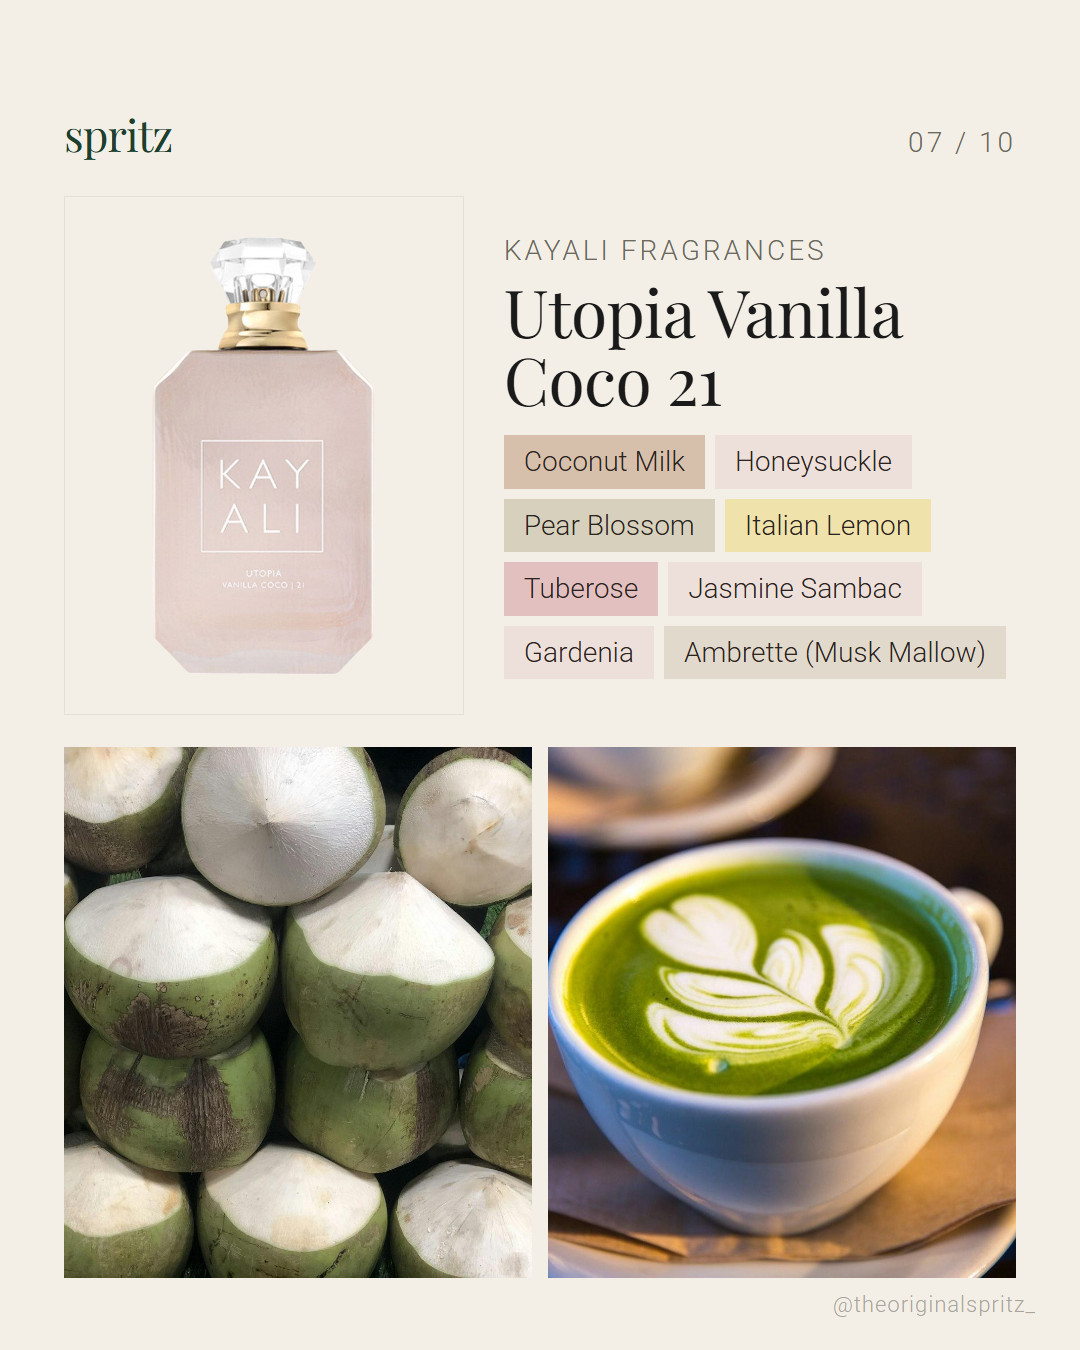 spritz
07 / 10
KAYALI FRAGRANCES
Utopia Vanilla
Coco 21
Coconut Milk
Honeysuckle
Pear Blossom
Italian Lemon
Tuberose
Jasmine Sambac
Gardenia
Ambrette (Musk Mallow)
KAY
ALI
UTOPIA
VANILLA COCO | 21
@theoriginalspritz_